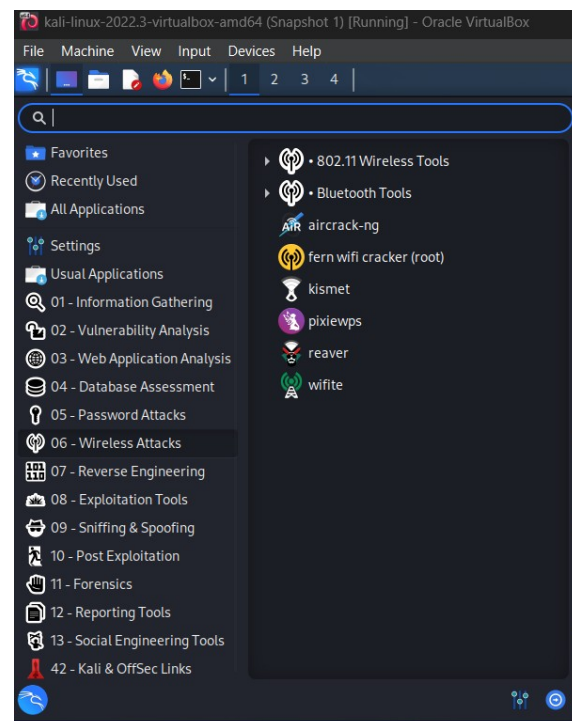 kali-linux-2022.3-virtualbox-amd64 (Snapshot 1) [Running] - Oracle VirtualBox
File Machine View Input Devices Help
1 2 3 4
Favorites
Recently Used
All Applications
Settings
Usual Applications
01 - Information Gathering
02 - Vulnerability Analysis
03 - Web Application Analysis
04 - Database Assessment
05 - Password Attacks
06 - Wireless Attacks
07 - Reverse Engineering
08 - Exploitation Tools
09 - Sniffing & Spoofing
10 - Post Exploitation
11 - Forensics
12 - Reporting Tools
13 - Social Engineering Tools
42 - Kali & OffSec Links
• 802.11 Wireless Tools
• Bluetooth Tools
aircrack-ng
fern wifi cracker (root)
kismet
pixiewps
reaver
wifite